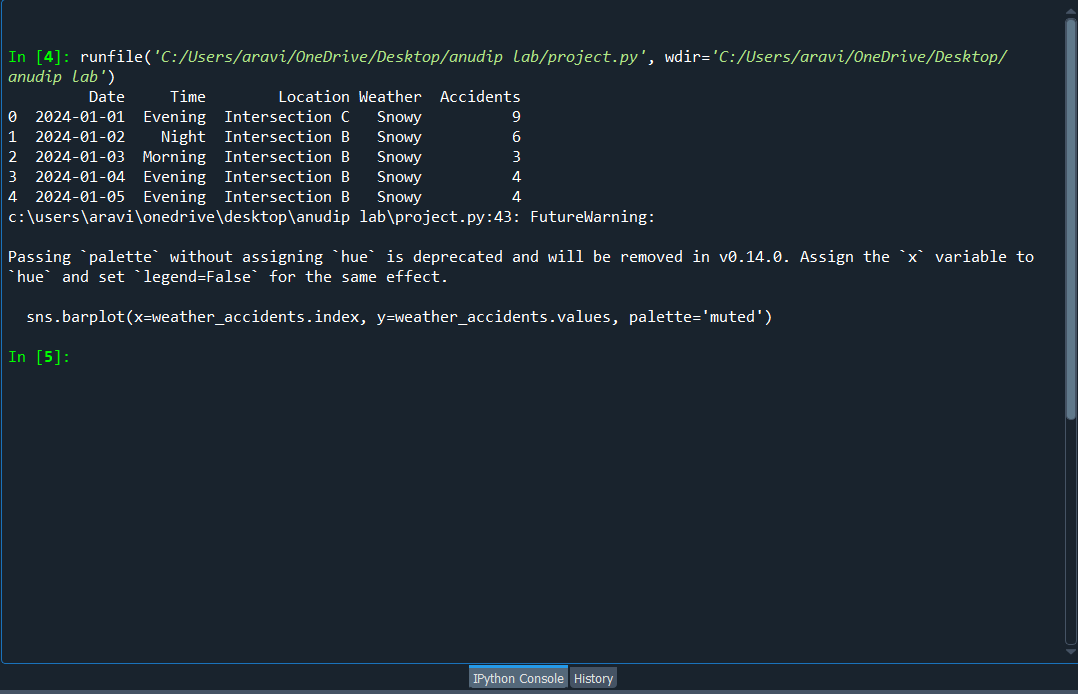 In [4]: runfile('C:/Users/aravi/OneDrive/Desktop/anudip lab/project.py', wdir='C:/Users/aravi/OneDrive/Desktop/
anudip lab')
         Date     Time        Location Weather  Accidents
0  2024-01-01  Evening  Intersection C   Snowy          9
1  2024-01-02    Night  Intersection B   Snowy          6
2  2024-01-03  Morning  Intersection B   Snowy          3
3  2024-01-04  Evening  Intersection B   Snowy          4
4  2024-01-05  Evening  Intersection B   Snowy          4
c:\users\aravi\onedrive\desktop\anudip lab\project.py:43: FutureWarning:
Passing `palette` without assigning `hue` is deprecated and will be removed in v0.14.0. Assign the `x` variable to
`hue` and set `legend=False` for the same effect.
  sns.barplot(x=weather_accidents.index, y=weather_accidents.values, palette='muted')
In [5]:
IPython Console History